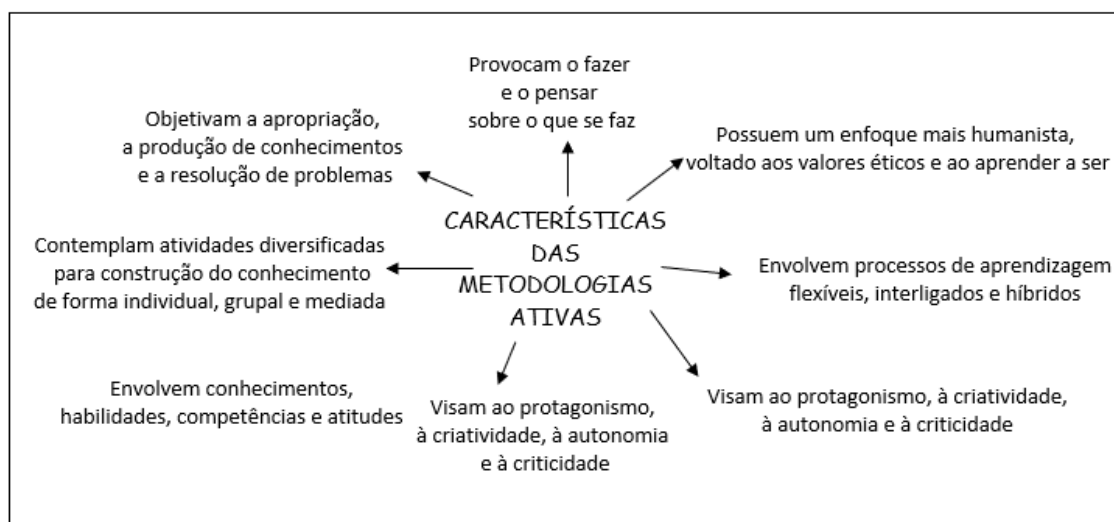 Provocam o fazer
e o pensar
sobre o que se faz
Objetivam a apropriação,
a produção de conhecimentos
e a resolução de problemas
Possuem um enfoque mais humanista,
voltado aos valores éticos e ao aprender a ser
CARACTERÍSTICAS
DAS
METODOLOGIAS
ATIVAS
Contemplam atividades diversificadas
para construção do conhecimento
de forma individual, grupal e mediada
Envolvem processos de aprendizagem
flexíveis, interligados e híbridos
Envolvem conhecimentos,
habilidades, competências e atitudes
Visam ao protagonismo,
à criatividade, à autonomia
e à criticidade
Visam ao protagonismo, à criatividade,
à autonomia e à criticidade